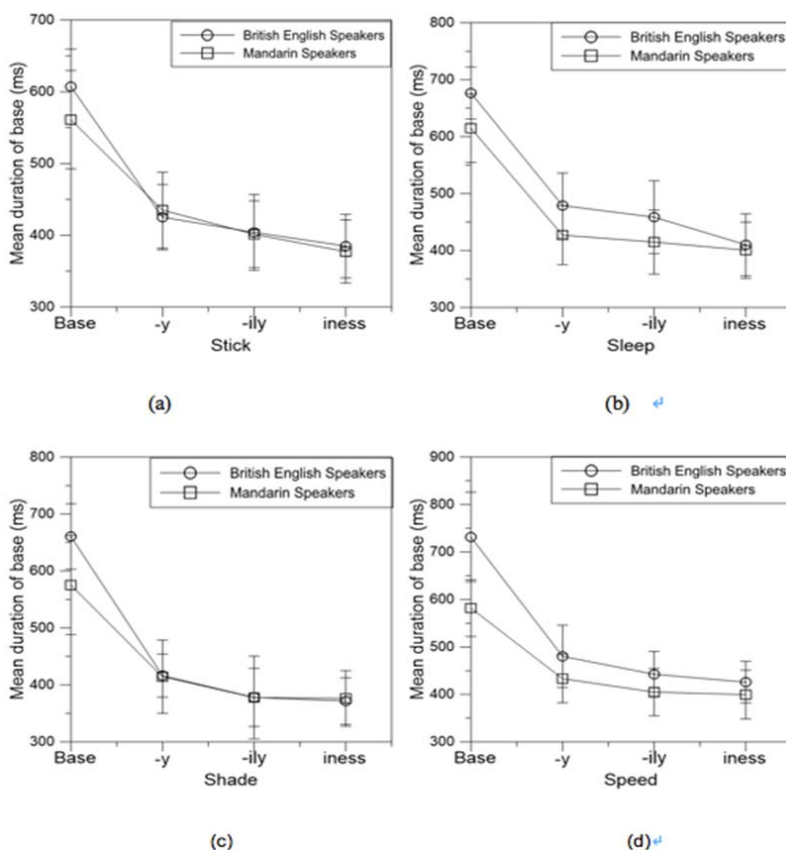 700
British English Speakers
Mandarin Speakers
600
500
400
300
Mean duration of base (ms)
Base -y -ily iness
Stick
(a)
800
British English Speakers
Mandarin Speakers
700
600
500
400
300
Mean duration of base (ms)
Base -y -ily iness
Sleep
(b)
800
British English Speakers
Mandarin Speakers
700
600
500
400
300
Mean duration of base (ms)
Base -y -ily iness
Shade
(c)
900
British English Speakers
Mandarin Speakers
800
700
600
500
400
300
Mean duration of base (ms)
Base -y -ily iness
Speed
(d)